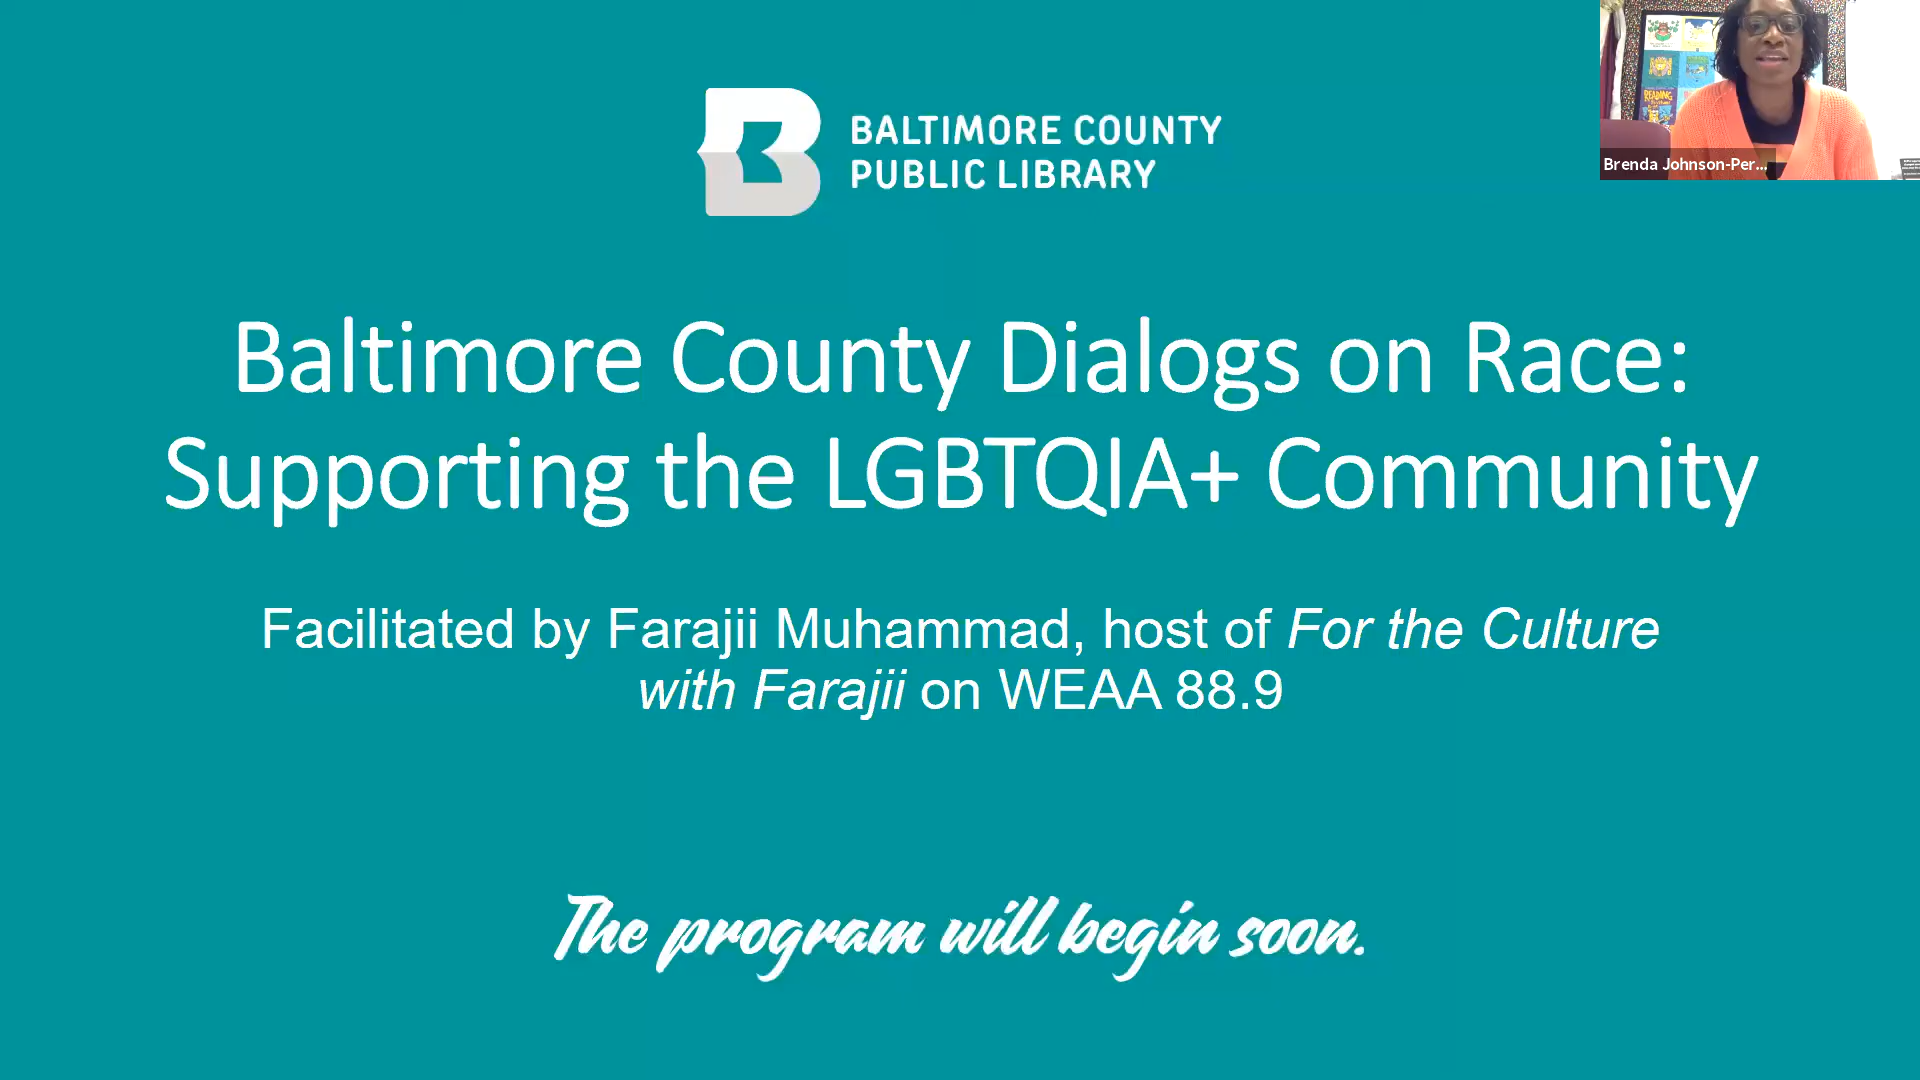 BALTIMORE COUNTY
PUBLIC LIBRARY
Brenda Johnson-Per...
READING
Baltimore County Dialogs on Race:
Supporting the LGBTQIA+ Community
Facilitated by Farajii Muhammad, host of For the Culture
with Farajii on WEAA 88.9
The program will begin soon.